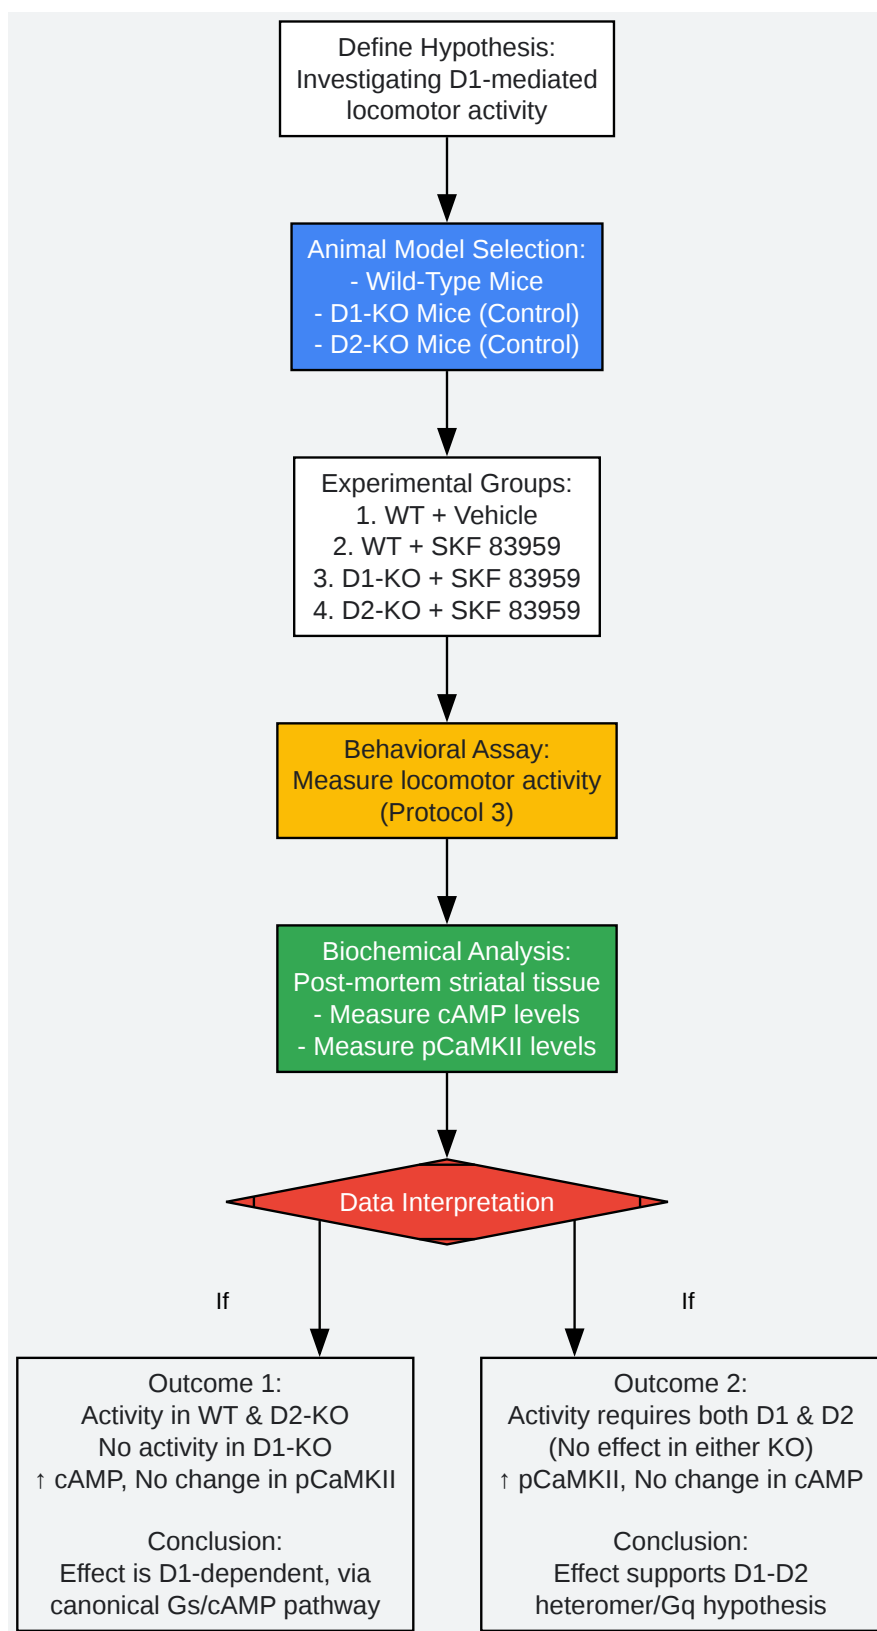 Define Hypothesis:
Investigating D1-mediated
locomotor activity
Animal Model Selection:
- Wild-Type Mice
- D1-KO Mice (Control)
- D2-KO Mice (Control)
Experimental Groups:
1. WT + Vehicle
2. WT + SKF 83959
3. D1-KO + SKF 83959
4. D2-KO + SKF 83959
Behavioral Assay:
Measure locomotor activity
(Protocol 3)
Biochemical Analysis:
Post-mortem striatal tissue
- Measure cAMP levels
- Measure pCaMKII levels
Data Interpretation
If
If
Outcome 1:
Activity in WT & D2-KO
No activity in D1-KO
↑ cAMP, No change in pCaMKII
Conclusion:
Effect is D1-dependent, via
canonical Gs/cAMP pathway
Outcome 2:
Activity requires both D1 & D2
(No effect in either KO)
↑ pCaMKII, No change in cAMP
Conclusion:
Effect supports D1-D2
heteromer/Gq hypothesis